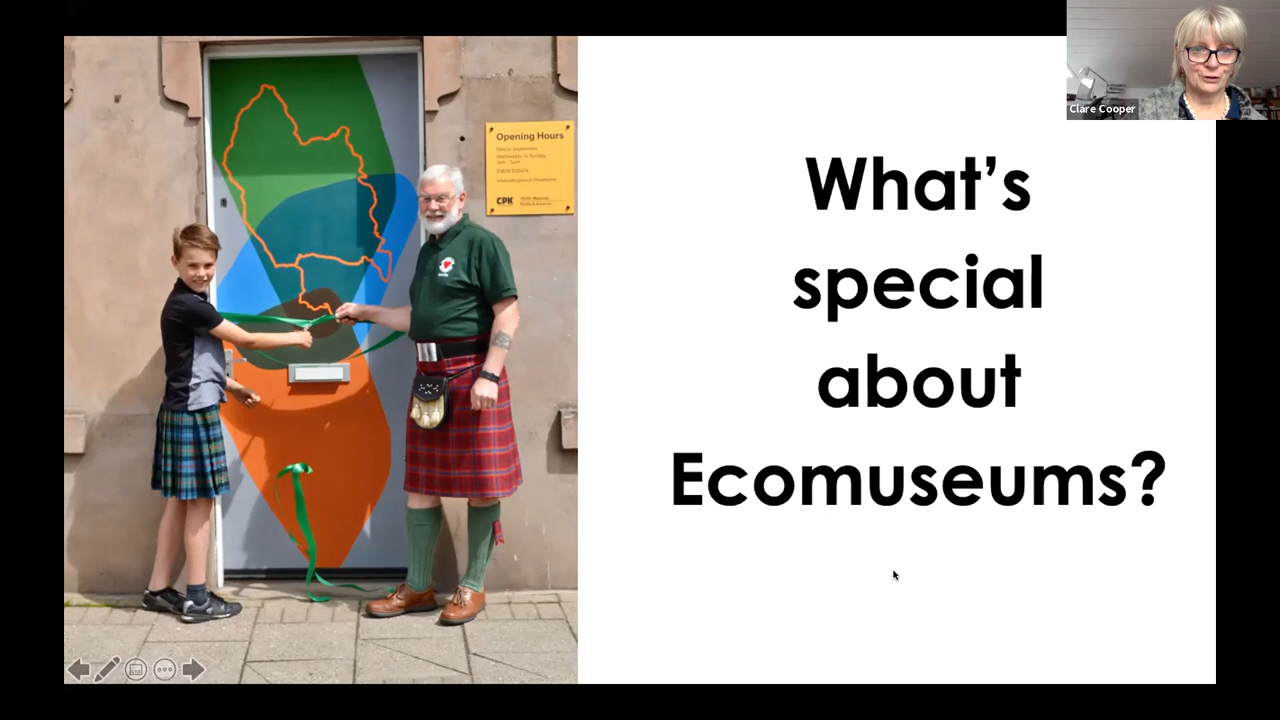 What's
special
about
Ecomuseums?
Clare Cooper
Opening Hours
CPK